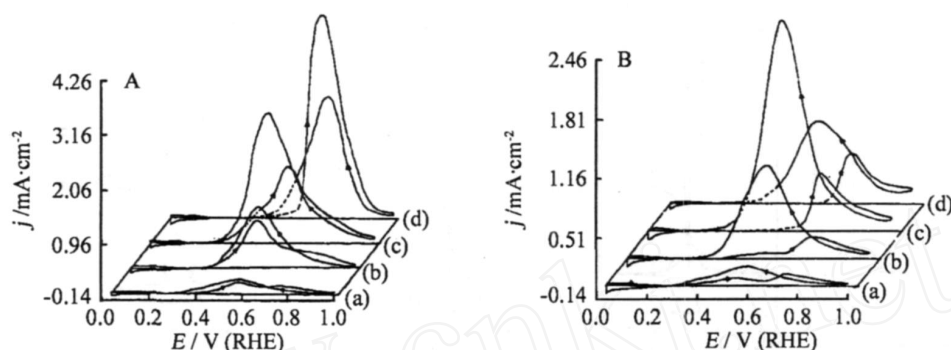 A
4.26
3.16
2.06
0.96
-0.14
j /mA·cm⁻²
0.0 0.2 0.4 0.6 0.8 1.0
E / V (RHE)
(d)
(c)
(b)
(a)
B
2.46
1.81
1.16
0.51
-0.14
j /mA·cm⁻²
0.0 0.2 0.4 0.6 0.8 1.0
E / V (RHE)
(d)
(c)
(b)
(a)